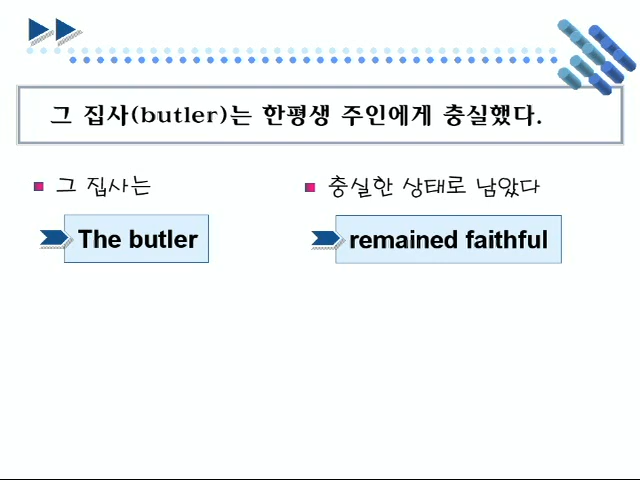 그 집사(butler)는 한평생 주인에게 충실했다.
그 집사는
충실한 상태로 남았다
The butler
remained faithful